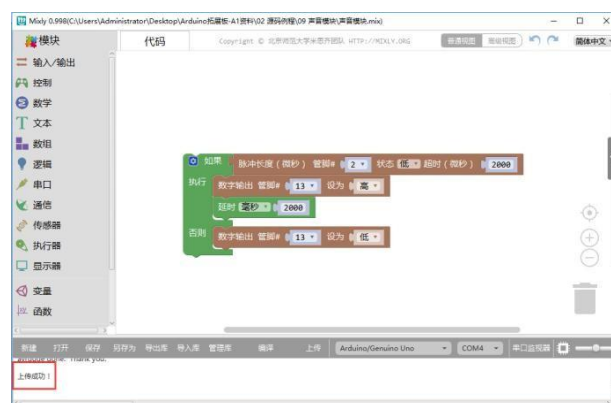 Mixly 0.998(C:\Users\Administrator\Desktop\Arduino拓展板-A1资料\02 源码例程\09 声音模块\声音模块.mix)
模块
代码
Copyright © 北京师范大学米思齐团队 HTTP://MIXLY.ORG
普通视图
高级视图
简体中文
输入/输出
控制
数学
文本
数组
逻辑
串口
通信
传感器
执行器
显示器
变量
函数
如果 脉冲长度（微秒）管脚# 2 状态 低 超时（微秒） 2000
执行 数字输出 管脚# 13 设为 高
延时 毫秒 2000
否则 数字输出 管脚# 13 设为 低
新建 打开 保存 另存为 导出库 导入库 管理库 编译 上传 Arduino/Genuino Uno COM4 串口监视器
done. Thank you.
上传成功！